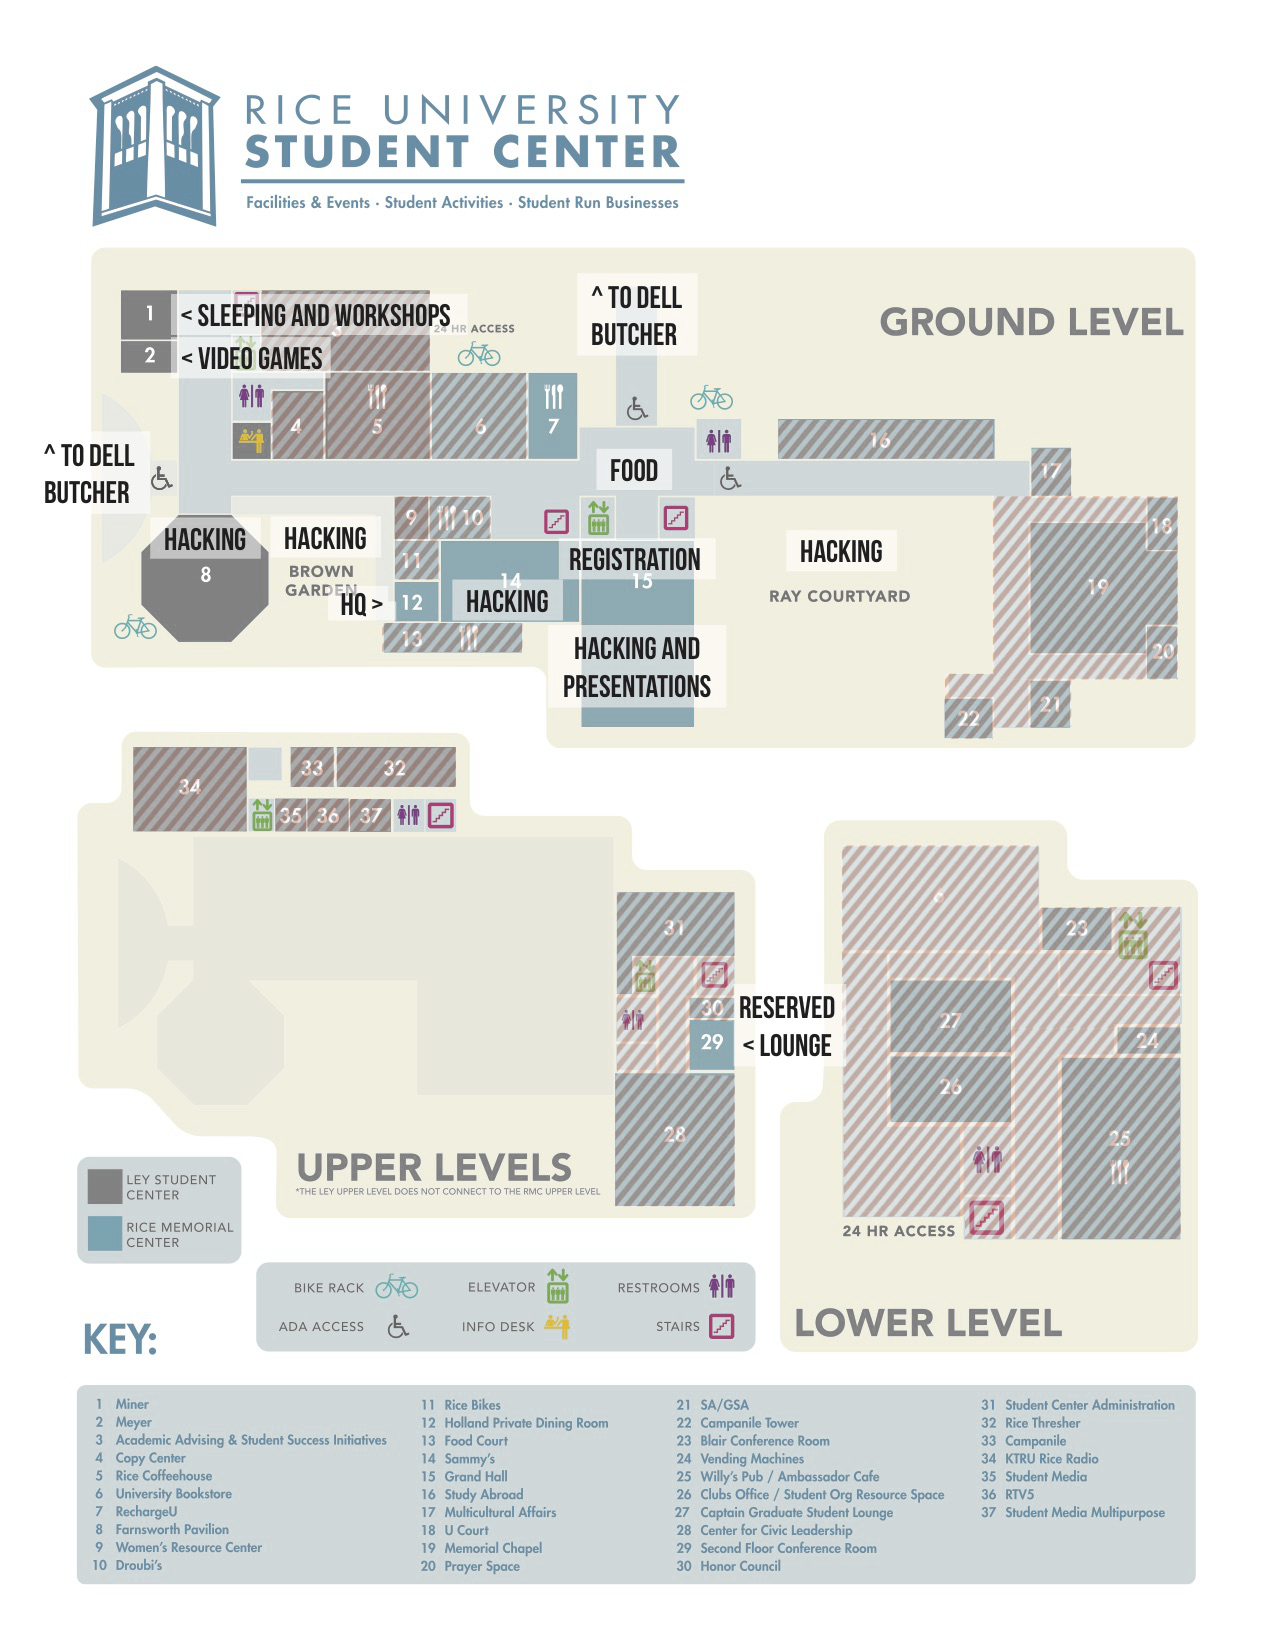 RICE UNIVERSITY
STUDENT CENTER
Facilities & Events · Student Activities · Student Run Businesses
GROUND LEVEL
^ TO DELL
BUTCHER
1
< SLEEPING AND WORKSHOPS
3
24 HR ACCESS
2
< VIDEO GAMES
4
5
6
7
16
17
^ TO DELL
BUTCHER
FOOD
HACKING
8
HACKING
BROWN
GARDEN
9
10
11
HQ >
12
13
14
HACKING
REGISTRATION
15
HACKING AND
PRESENTATIONS
HACKING
RAY COURTYARD
18
19
20
21
22
34
33
32
35
36
37
31
30
29
RESERVED
< LOUNGE
28
UPPER LEVELS
*THE LEY UPPER LEVEL DOES NOT CONNECT TO THE RMC UPPER LEVEL
23
27
24
26
25
24 HR ACCESS
LOWER LEVEL
LEY STUDENT
CENTER
RICE MEMORIAL
CENTER
BIKE RACK
ELEVATOR
RESTROOMS
ADA ACCESS
INFO DESK
STAIRS
KEY:
1 Miner
2 Meyer
3 Academic Advising & Student Success Initiatives
4 Copy Center
5 Rice Coffeehouse
6 University Bookstore
7 RechargeU
8 Farnsworth Pavilion
9 Women's Resource Center
10 Droubi's
11 Rice Bikes
12 Holland Private Dining Room
13 Food Court
14 Sammy's
15 Grand Hall
16 Study Abroad
17 Multicultural Affairs
18 U Court
19 Memorial Chapel
20 Prayer Space
21 SA/GSA
22 Campanile Tower
23 Blair Conference Room
24 Vending Machines
25 Willy's Pub / Ambassador Cafe
26 Clubs Office / Student Org Resource Space
27 Captain Graduate Student Lounge
28 Center for Civic Leadership
29 Second Floor Conference Room
30 Honor Council
31 Student Center Administration
32 Rice Thresher
33 Campanile
34 KTRU Rice Radio
35 Student Media
36 RTV5
37 Student Media Multipurpose